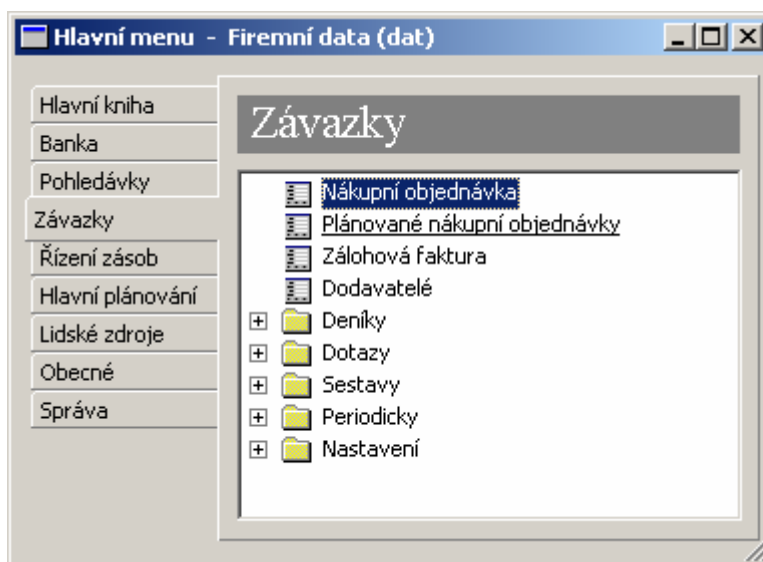 Hlavní menu - Firemní data (dat)
Hlavní kniha
Banka
Pohledávky
Závazky
Řízení zásob
Hlavní plánování
Lidské zdroje
Obecné
Správa
Závazky
Nákupní objednávka
Plánované nákupní objednávky
Zálohová faktura
Dodavatelé
Deníky
Dotazy
Sestavy
Periodicky
Nastavení